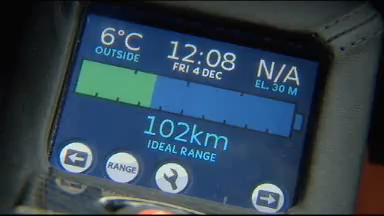 6°C
OUTSIDE
12:08
FRI 4 DEC
N/A
EL. 30 M
102km
IDEAL RANGE
RANGE